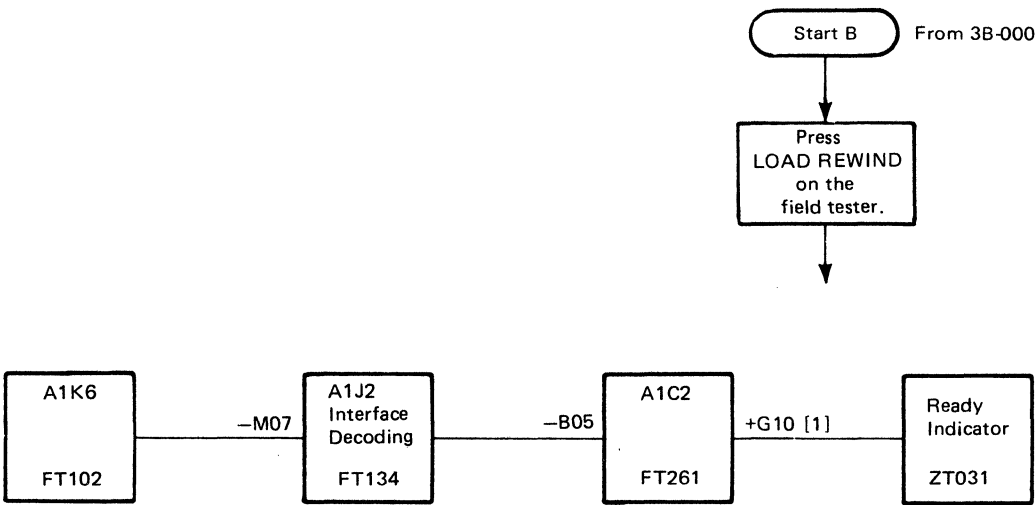 Start B
From 3B-000
Press
LOAD REWIND
on the
field tester.
A1K6
FT102
—M07
A1J2
Interface
Decoding
FT134
—B05
A1C2
FT261
+G10 [1]
Ready
Indicator
ZT031